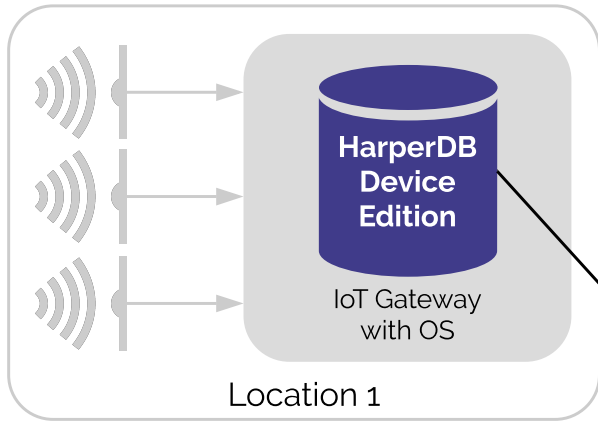 HarperDB
Device
Edition
IoT Gateway
with OS
Location 1